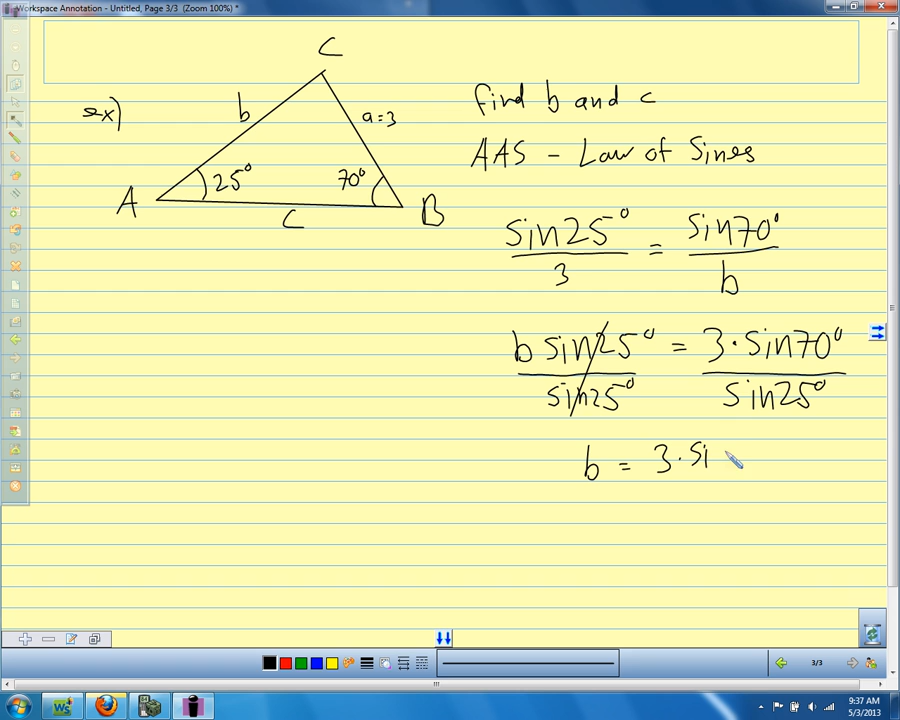 Workspace Annotation - Untitled, Page 3/3 (Zoom 100%) *
ex)
C
b
a=3
25°
70°
A
c
B
find b and c
AAS - Law of Sines
sin25° = sin70°
3 b
b sin25° = 3·sin70°
sin25° sin25°
b = 3·si
3/3
9:37 AM
5/3/2013